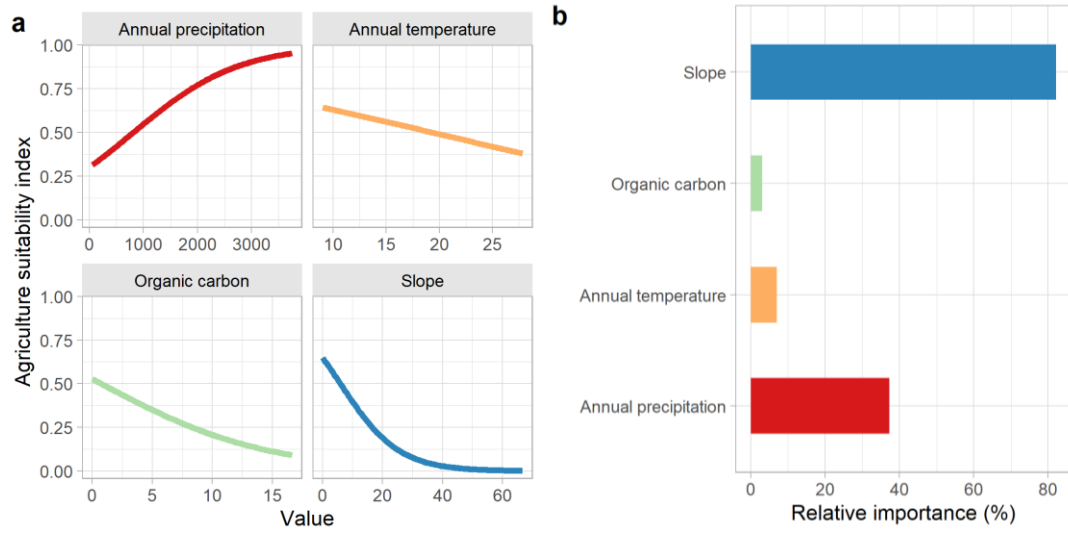 a
Annual precipitation
Annual temperature
1.00
0.75
0.50
0.25
0.00
0 1000 2000 3000
10 15 20 25
Organic carbon
Slope
1.00
0.75
0.50
0.25
0.00
0 5 10 15
0 20 40 60
Agriculture suitability index
Value
b
Slope
Organic carbon
Annual temperature
Annual precipitation
0 20 40 60 80
Relative importance (%)